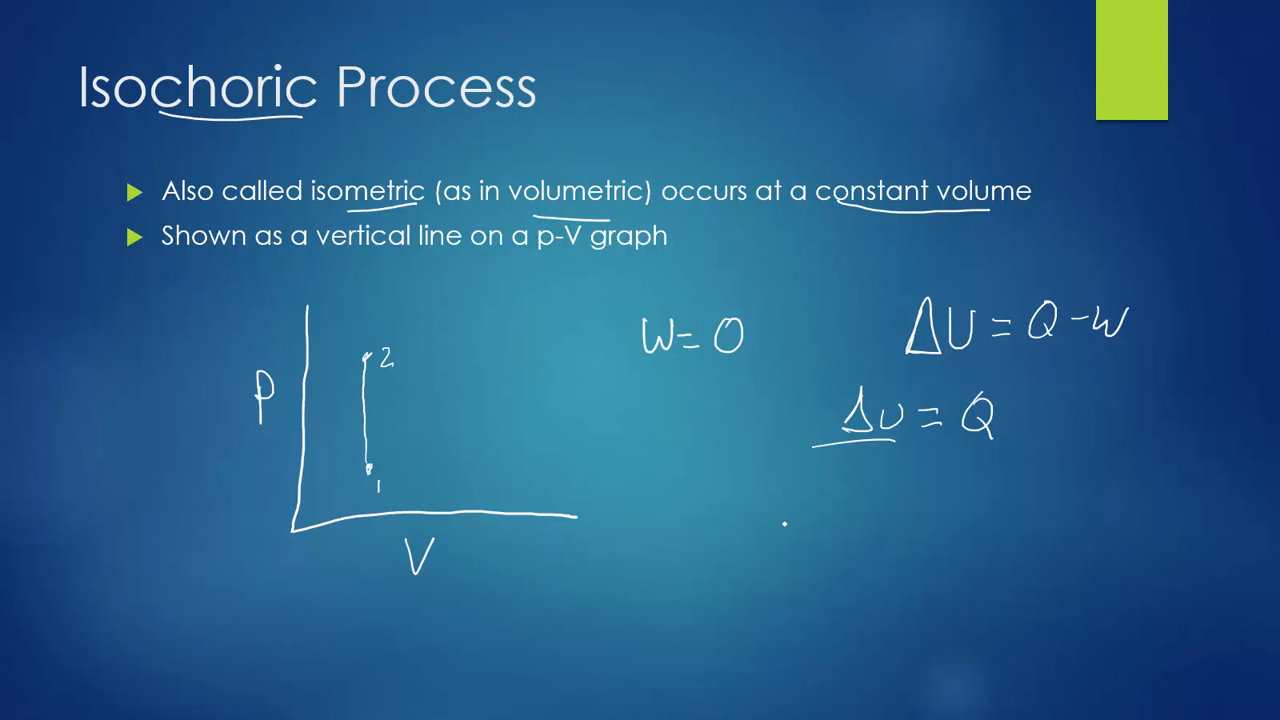 Isochoric Process
Also called isometric (as in volumetric) occurs at a constant volume
Shown as a vertical line on a p-V graph
P
2
1
V
W = 0
ΔU = Q - W
ΔU = Q